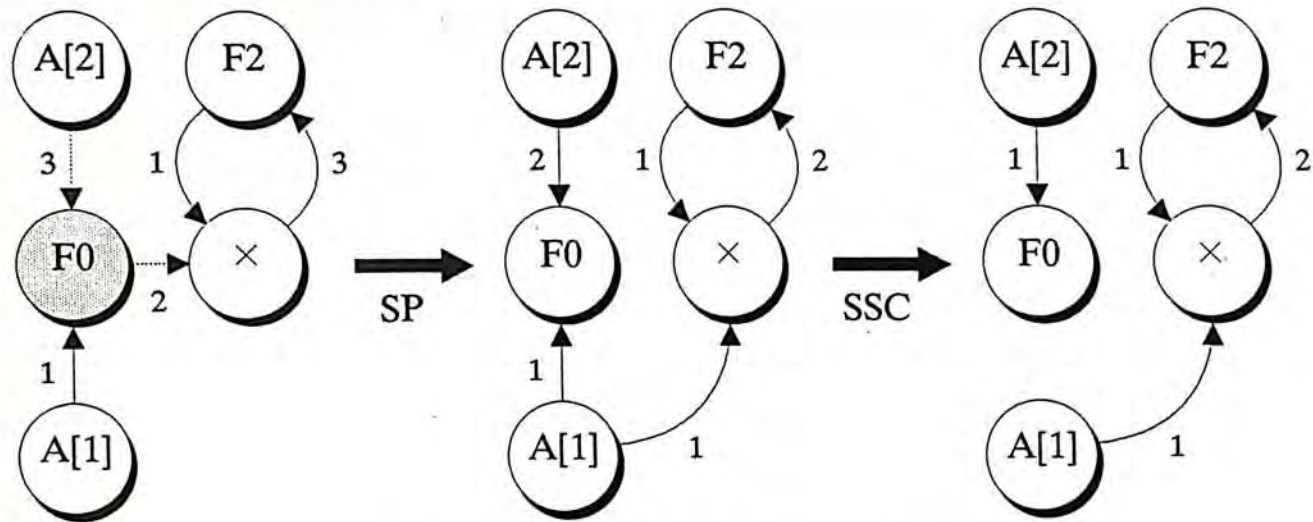 A[2] F2 A[2] F2 A[2] F2
3 1 3 2 1 2 1 1 2
F0 × F0 × F0 ×
2 SP SSC
1 1
A[1] A[1] 1 A[1] 1